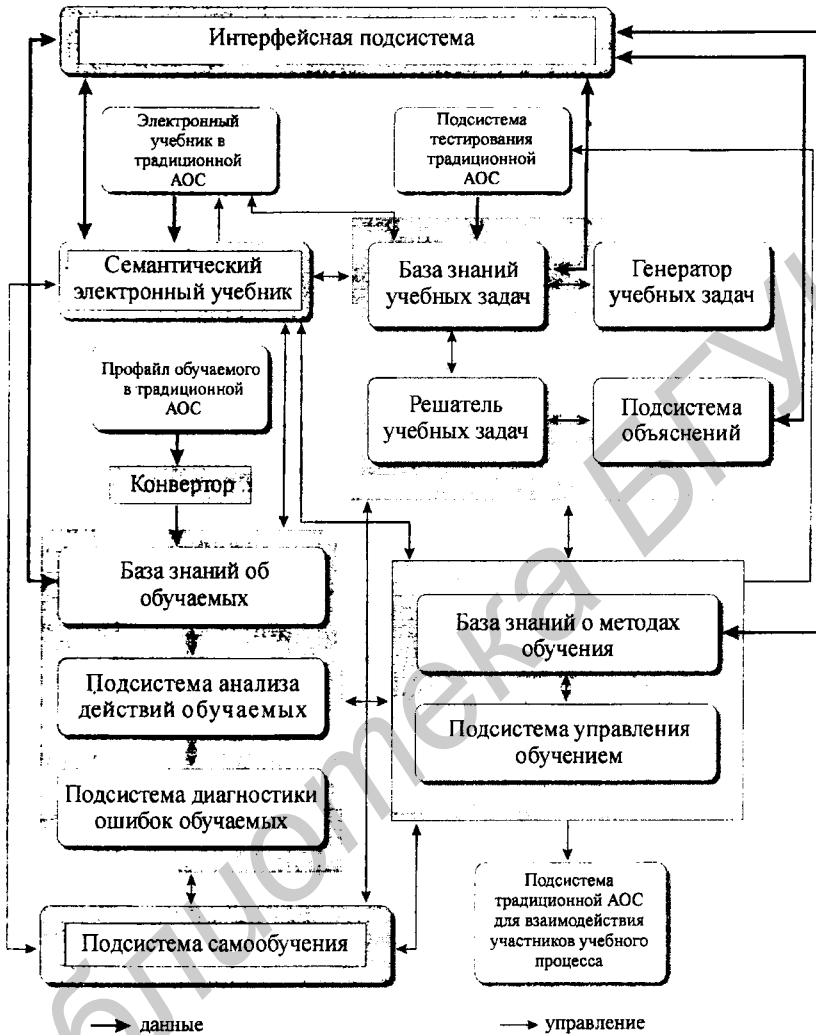 Интерфейсная подсистема
Электронный
учебник в
традиционной
АОС
Подсистема
тестирования
традиционной
АОС
Семантический
электронный учебник
База знаний
учебных задач
Генератор
учебных задач
Профайл обучаемого
в традиционной
АОС
Решатель
учебных задач
Подсистема
объяснений
Конвертор
База знаний об
обучаемых
База знаний о методах
обучения
Подсистема анализа
действий обучаемых
Подсистема управления
обучением
Подсистема диагностики
ошибок обучаемых
Подсистема
традиционной АОС
для взаимодействия
участников учебного
процесса
Подсистема самообучения
данные
управление